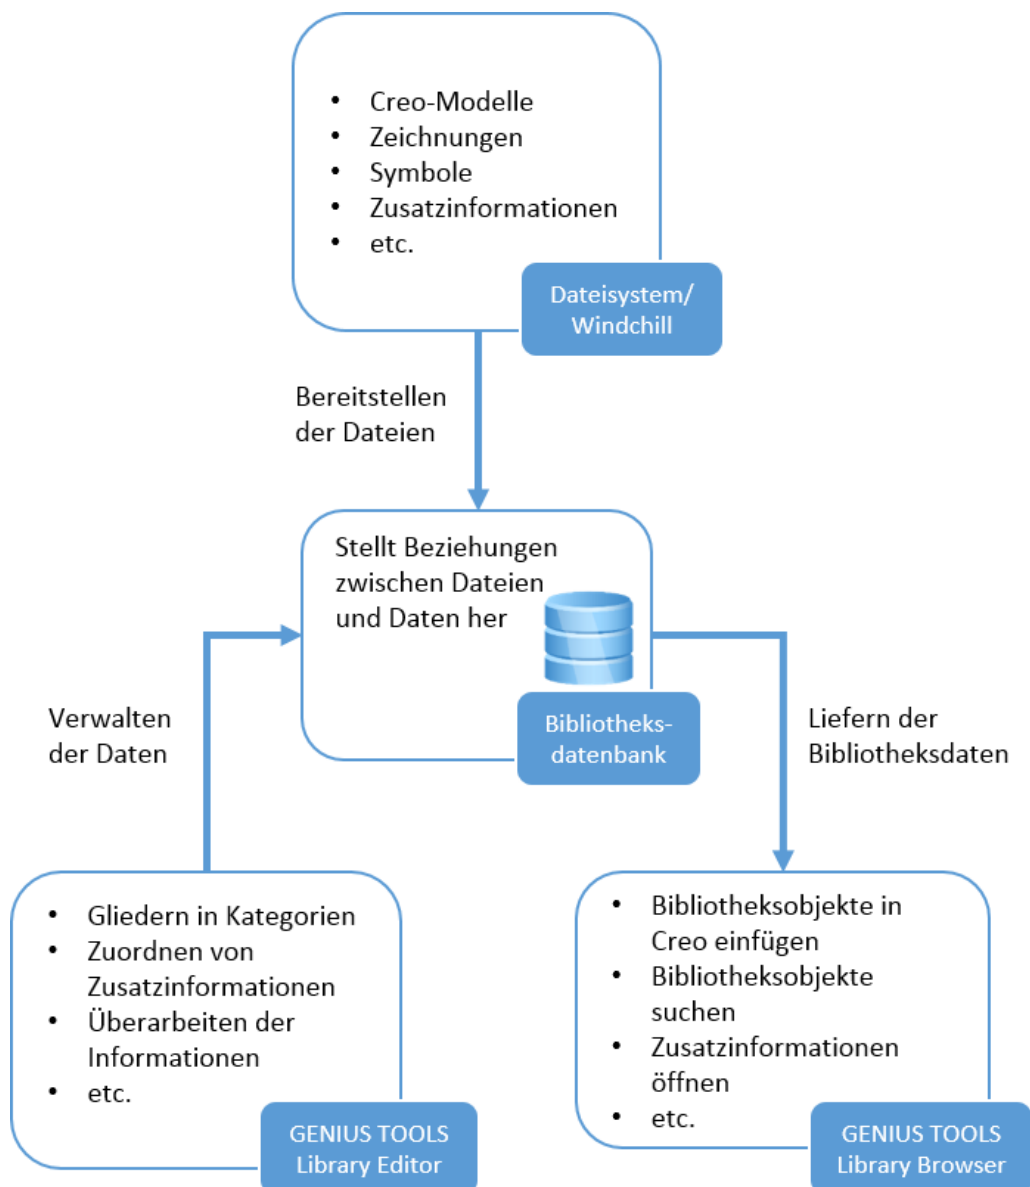 • Creo-Modelle
• Zeichnungen
• Symbole
• Zusatzinformationen
• etc.
Dateisystem/
Windchill
Bereitstellen
der Dateien
Stellt Beziehungen
zwischen Dateien
und Daten her
Bibliotheks-
datenbank
Verwalten
der Daten
Liefern der
Bibliotheksdaten
• Gliedern in Kategorien
• Zuordnen von
Zusatzinformationen
• Überarbeiten der
Informationen
• etc.
GENIUS TOOLS
Library Editor
• Bibliotheksobjekte in
Creo einfügen
• Bibliotheksobjekte
suchen
• Zusatzinformationen
öffnen
• etc.
GENIUS TOOLS
Library Browser